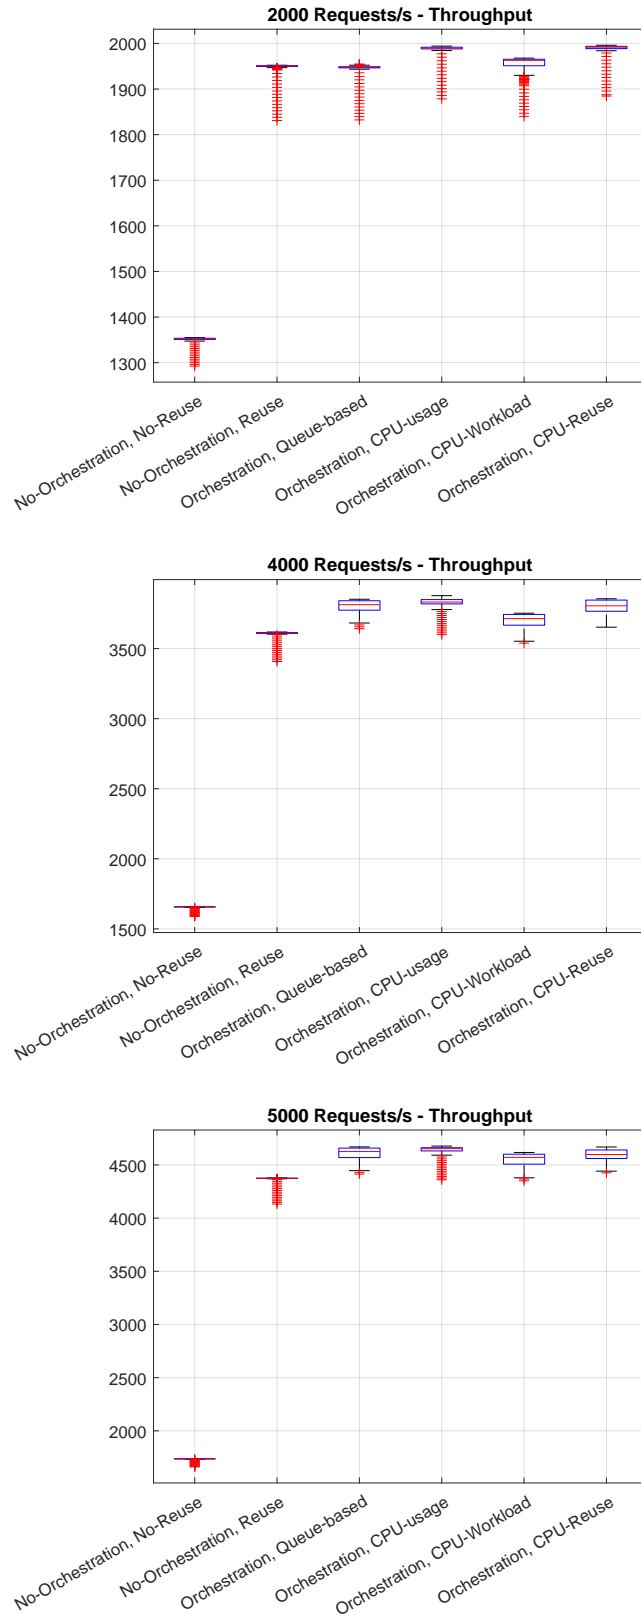 2000 Requests/s - Throughput
2000
1900
1800
1700
1600
1500
1400
1300
No-Orchestration, No-Reuse
No-Orchestration, Reuse
Orchestration, Queue-based
Orchestration, CPU-usage
Orchestration, CPU-Workload
Orchestration, CPU-Reuse
4000 Requests/s - Throughput
3500
3000
2500
2000
1500
No-Orchestration, No-Reuse
No-Orchestration, Reuse
Orchestration, Queue-based
Orchestration, CPU-usage
Orchestration, CPU-Workload
Orchestration, CPU-Reuse
5000 Requests/s - Throughput
4500
4000
3500
3000
2500
2000
No-Orchestration, No-Reuse
No-Orchestration, Reuse
Orchestration, Queue-based
Orchestration, CPU-usage
Orchestration, CPU-Workload
Orchestration, CPU-Reuse